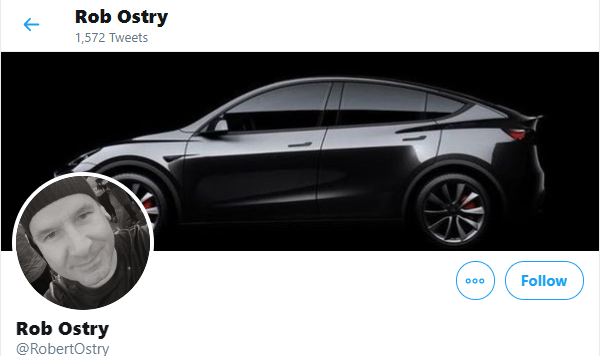 Rob Ostry
1,572 Tweets
Follow
Rob Ostry
@RobertOstry